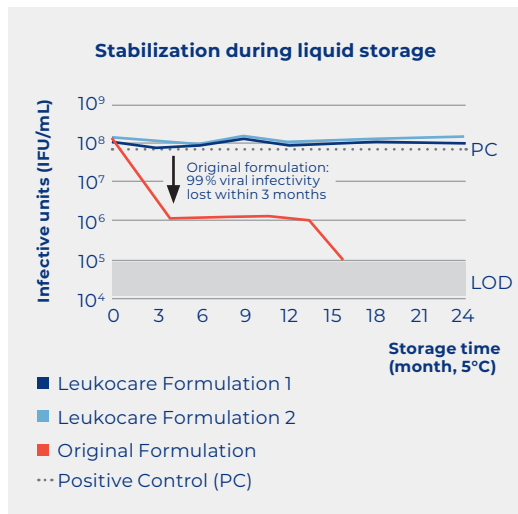 Stabilization during liquid storage
Infective units (IFU/mL)
10⁹
10⁸
10⁷
10⁶
10⁵
10⁴
PC
Original formulation:
99% viral infectivity
lost within 3 months
LOD
0 3 6 9 12 15 18 21 24
Storage time
(month, 5°C)
Leukocare Formulation 1
Leukocare Formulation 2
Original Formulation
Positive Control (PC)